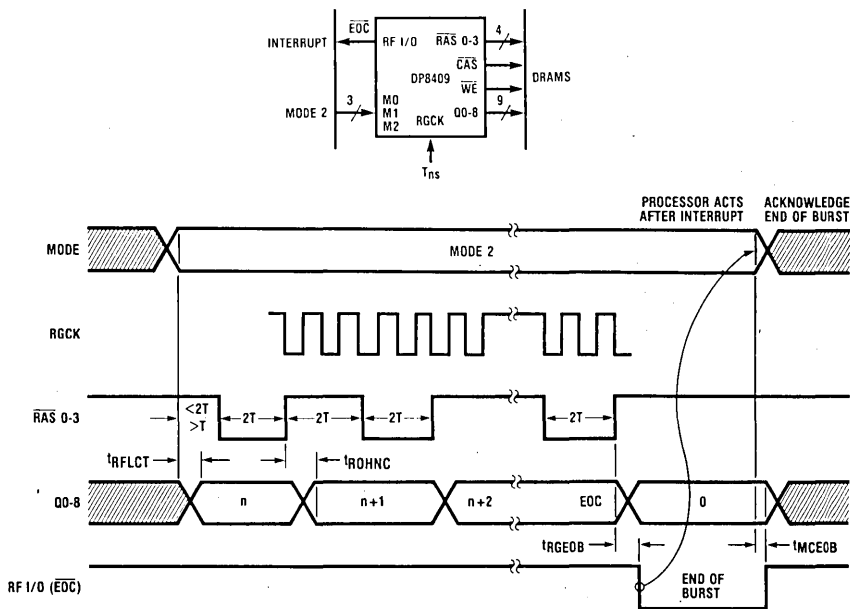 EOC
INTERRUPT
RF I/O
RAS 0-3
4
CAS
DP8409
DRAMS
WE
MODE 2
3
M0
M1
M2
RGCK
Q0-8
9
Tns
PROCESSOR ACTS
AFTER INTERRUPT
ACKNOWLEDGE
END OF BURST
MODE
MODE 2
RGCK
RAS 0-3
<2T
>T
2T
2T
2T
2T
tRFLCT
tROHNC
Q0-8
n
n+1
n+2
EOC
0
tRGEOB
tMCEOB
RF I/O (EOC)
END OF
BURST